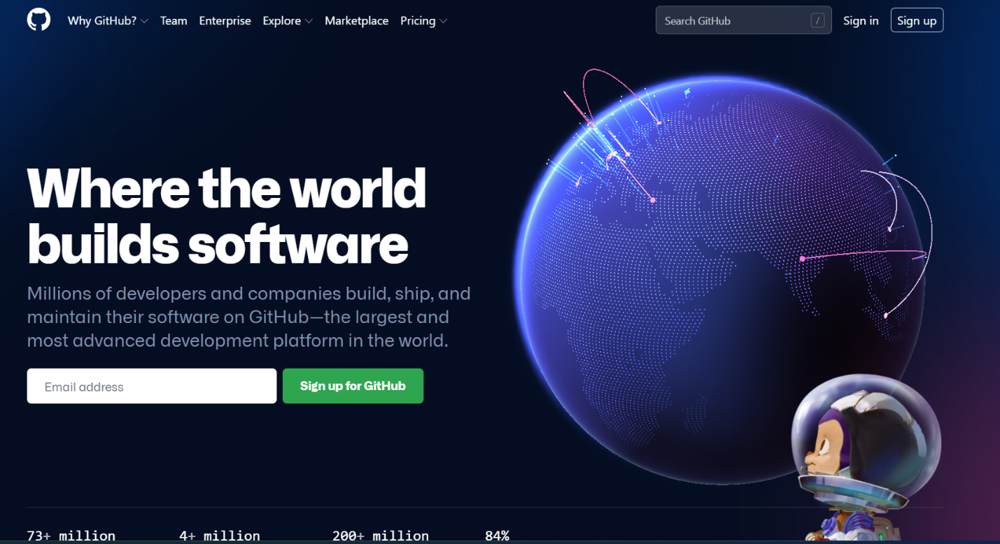 Why GitHub? Team Enterprise Explore Marketplace Pricing Search GitHub / Sign in Sign up
Where the world
builds software
Millions of developers and companies build, ship, and
maintain their software on GitHub—the largest and
most advanced development platform in the world.
Email address Sign up for GitHub
73+ million 4+ million 200+ million 84%